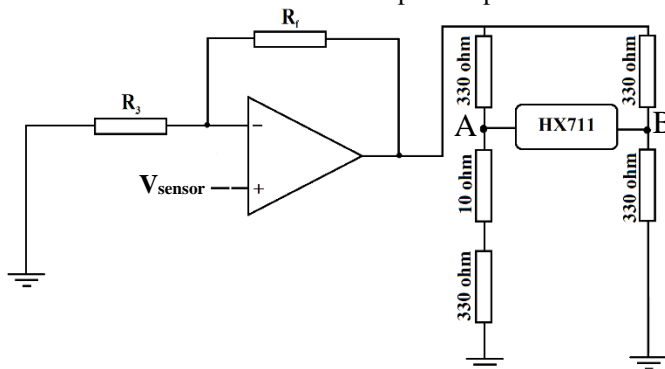 R_f
330 ohm
330 ohm
R_3
A
HX711
B
V_sensor
−
+
10 ohm
330 ohm
330 ohm